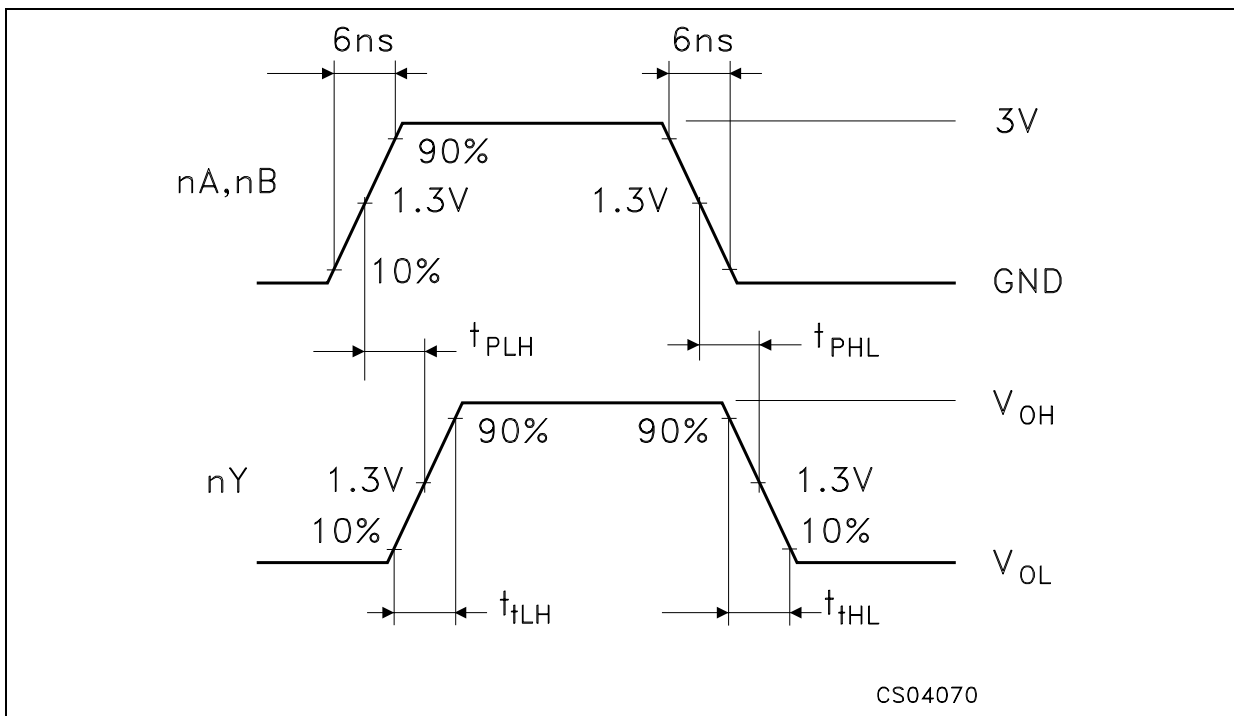 6ns 6ns
3V
90%
nA,nB 1.3V 1.3V
10% GND
tPLH tPHL
VOH
90% 90%
nY 1.3V 1.3V
10% 10%
VOL
ttLH ttHL
CS04070